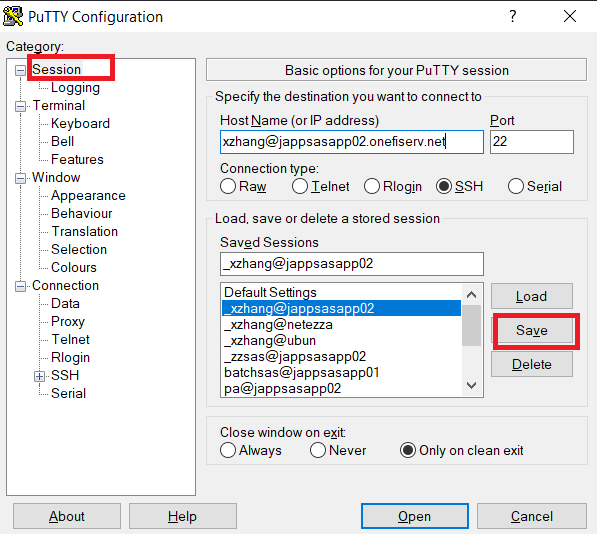 PuTTY Configuration
?
Category:
Session
Logging
Terminal
Keyboard
Bell
Features
Window
Appearance
Behaviour
Translation
Selection
Colours
Connection
Data
Proxy
Telnet
Rlogin
SSH
Serial
Basic options for your PuTTY session
Specify the destination you want to connect to
Host Name (or IP address) Port
xzhang@jappsasapp02.onefiserv.net 22
Connection type:
Raw Telnet Rlogin SSH Serial
Load, save or delete a stored session
Saved Sessions
_xzhang@jappsasapp02
Default Settings
_xzhang@jappsasapp02
_xzhang@netezza
_xzhang@ubun
_zzsas@jappsasapp02
batchsas@jappsasapp01
pa@jappsasapp02
Load
Save
Delete
Close window on exit:
Always Never Only on clean exit
About Help Open Cancel